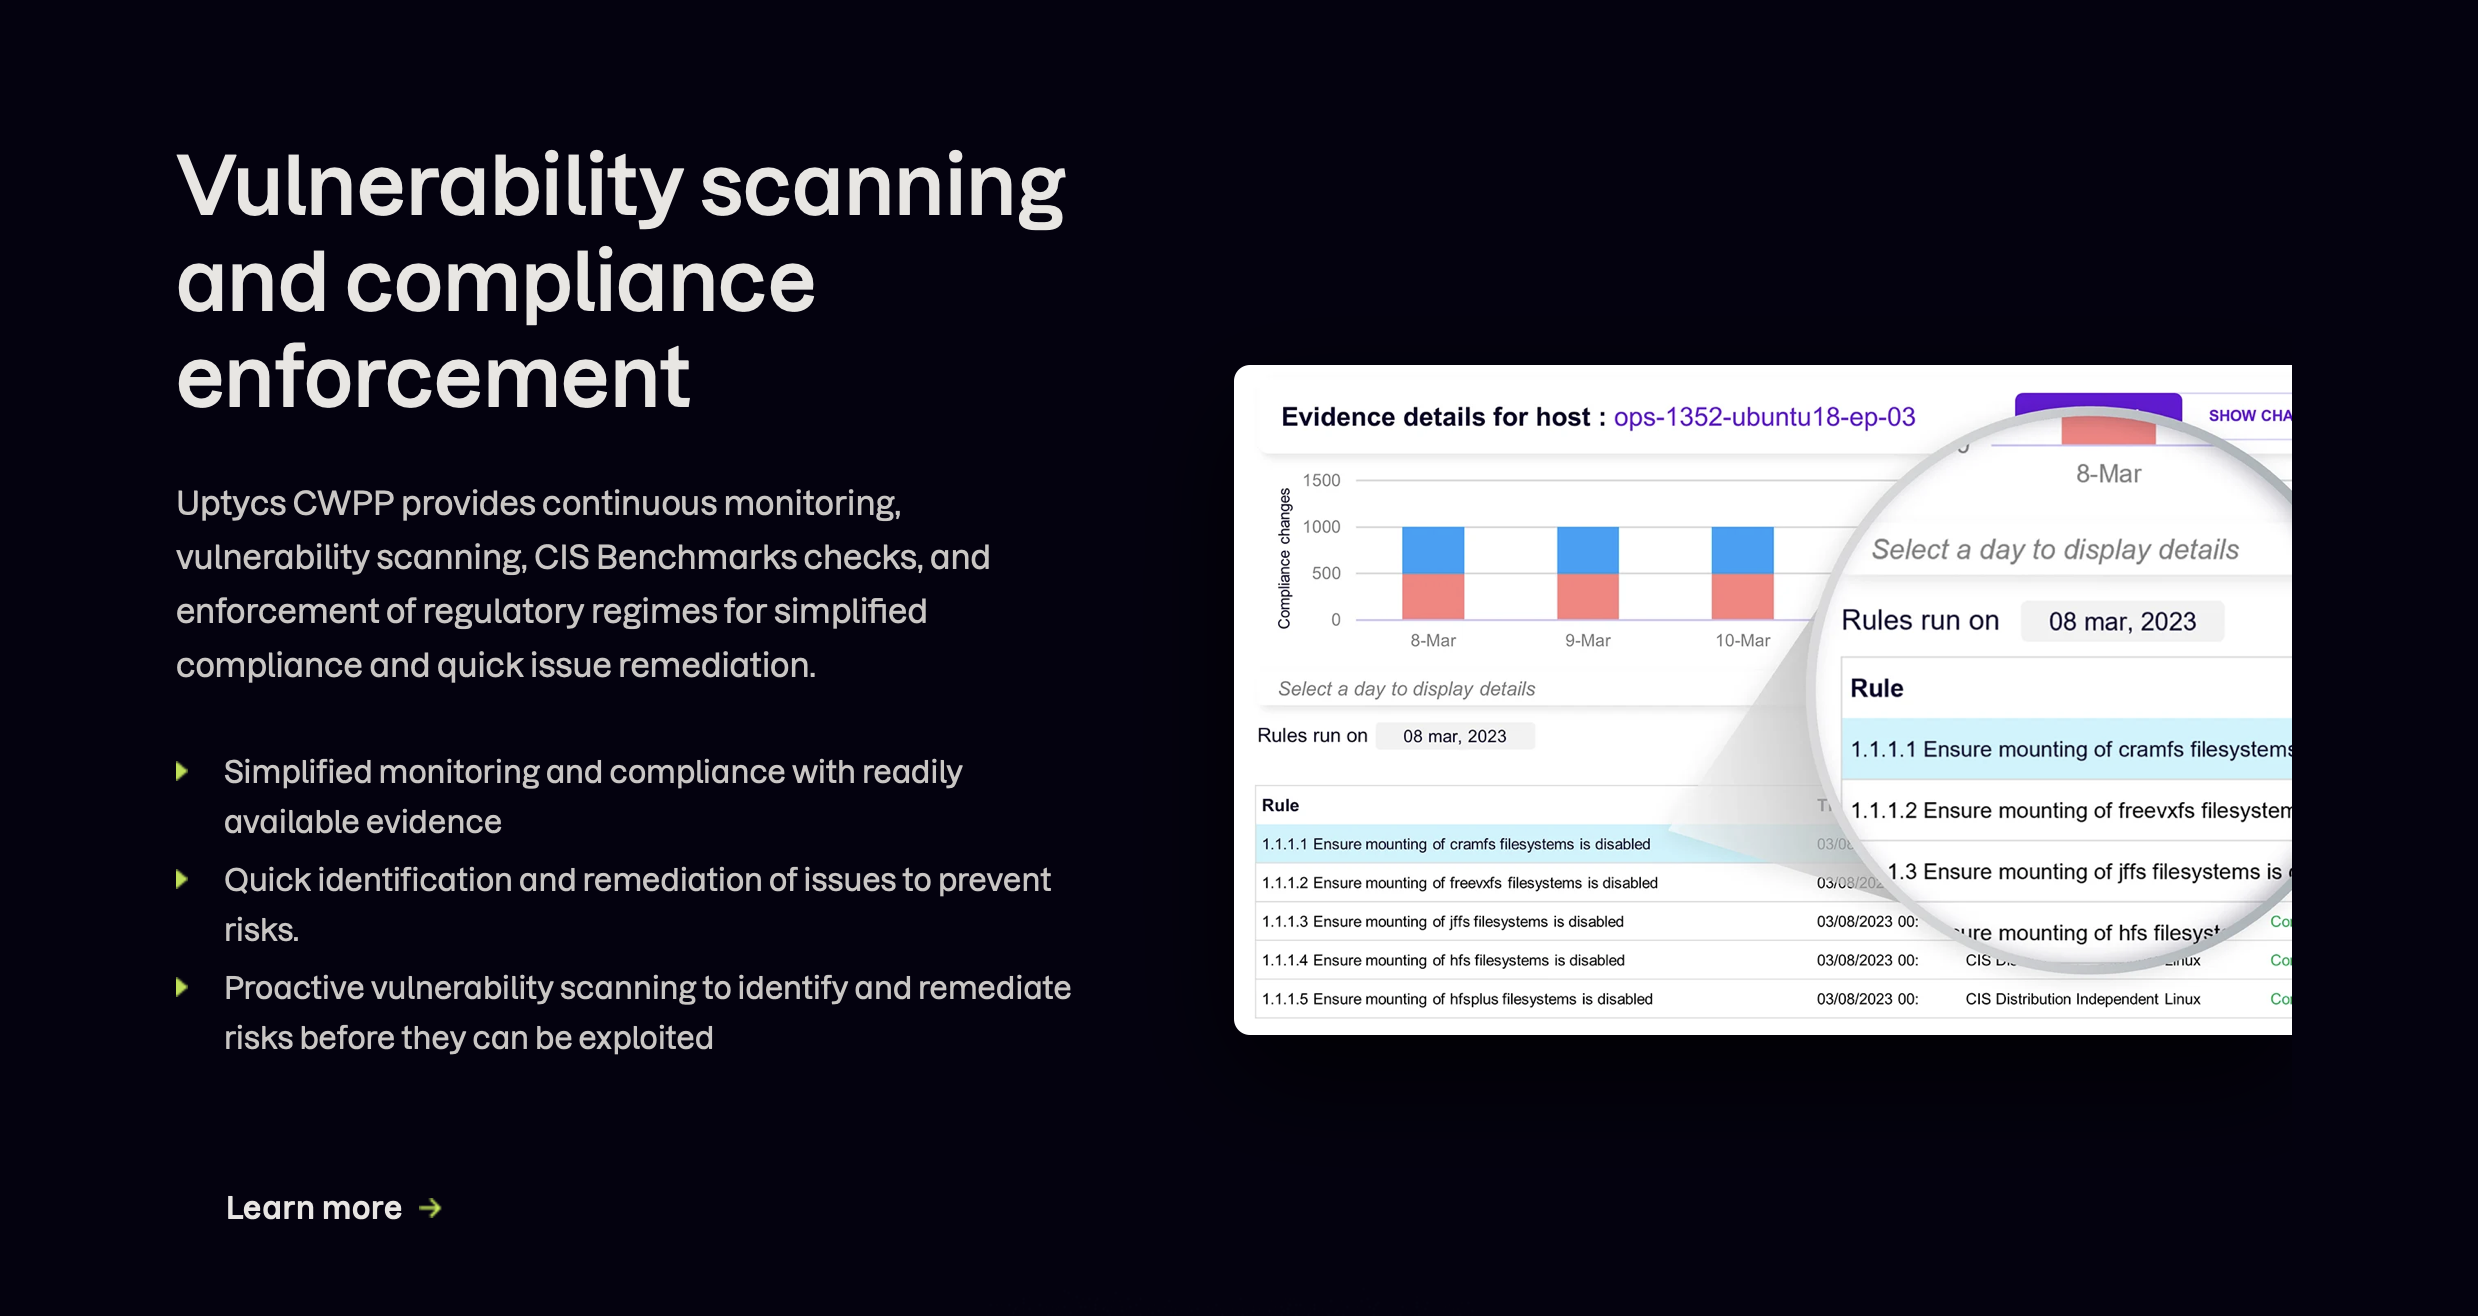 Vulnerability scanning
and compliance
enforcement
Uptycs CWPP provides continuous monitoring,
vulnerability scanning, CIS Benchmarks checks, and
enforcement of regulatory regimes for simplified
compliance and quick issue remediation.
Simplified monitoring and compliance with readily
available evidence
Quick identification and remediation of issues to prevent
risks.
Proactive vulnerability scanning to identify and remediate
risks before they can be exploited
Learn more
Evidence details for host : ops-1352-ubuntu18-ep-03
SHOW CHA
Compliance changes
1500
1000
500
0
8-Mar 9-Mar 10-Mar
Select a day to display details
Rules run on 08 mar, 2023
Rule
1.1.1.1 Ensure mounting of cramfs filesystems is disabled 03/08
1.1.1.2 Ensure mounting of freevxfs filesystems is disabled 03/08/202
1.1.1.3 Ensure mounting of jffs filesystems is disabled 03/08/2023 00:
1.1.1.4 Ensure mounting of hfs filesystems is disabled 03/08/2023 00: CIS
1.1.1.5 Ensure mounting of hfsplus filesystems is disabled 03/08/2023 00: CIS Distribution Independent Linux
8-Mar
Select a day to display details
Rules run on 08 mar, 2023
Rule
1.1.1.1 Ensure mounting of cramfs filesystems
1.1.1.2 Ensure mounting of freevxfs filesystem
1.3 Ensure mounting of jffs filesystems is
ure mounting of hfs filesyst